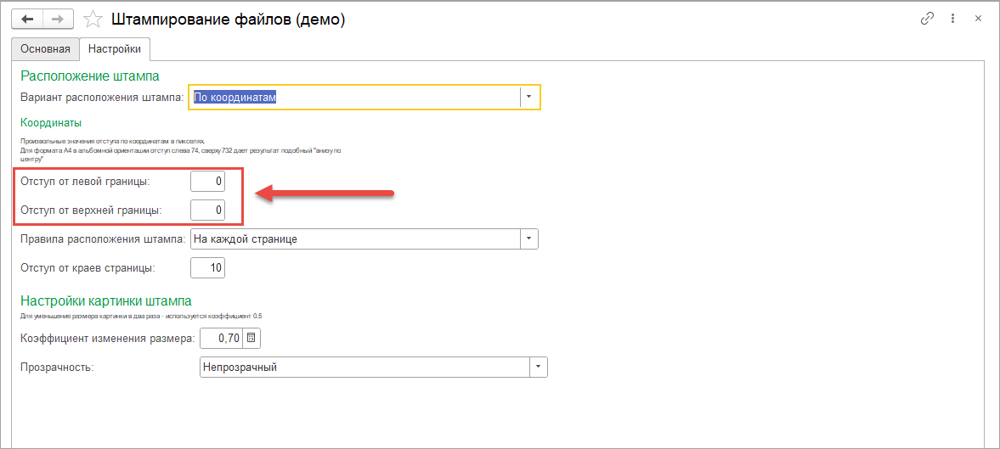 Штампирование файлов (демо)
Основная
Настройки
Расположение штампа
Вариант расположения штампа: По координатам
Координаты
Произвольные значения отступа по координатам в пикселях.
Для формата А4 в альбомной ориентации отступ слева 74, сверху 732 дает результат подобный "внизу по
центру"
Отступ от левой границы: 0
Отступ от верхней границы: 0
Правила расположения штампа: На каждой странице
Отступ от краев страницы: 10
Настройки картинки штампа
Для уменьшения размера картинки в два раза - используется коэффициент 0.5
Коэффициент изменения размера: 0,70
Прозрачность: Непрозрачный